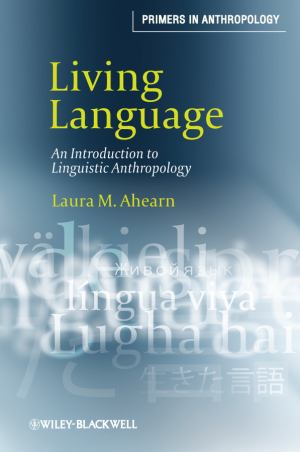 PRIMERS IN ANTHROPOLOGY
Living
Language
An Introduction to
Linguistic Anthropology
Laura M. Ahearn
Живой язык
língua viva
Lugha hai
生きた言語
WILEY-BLACKWELL